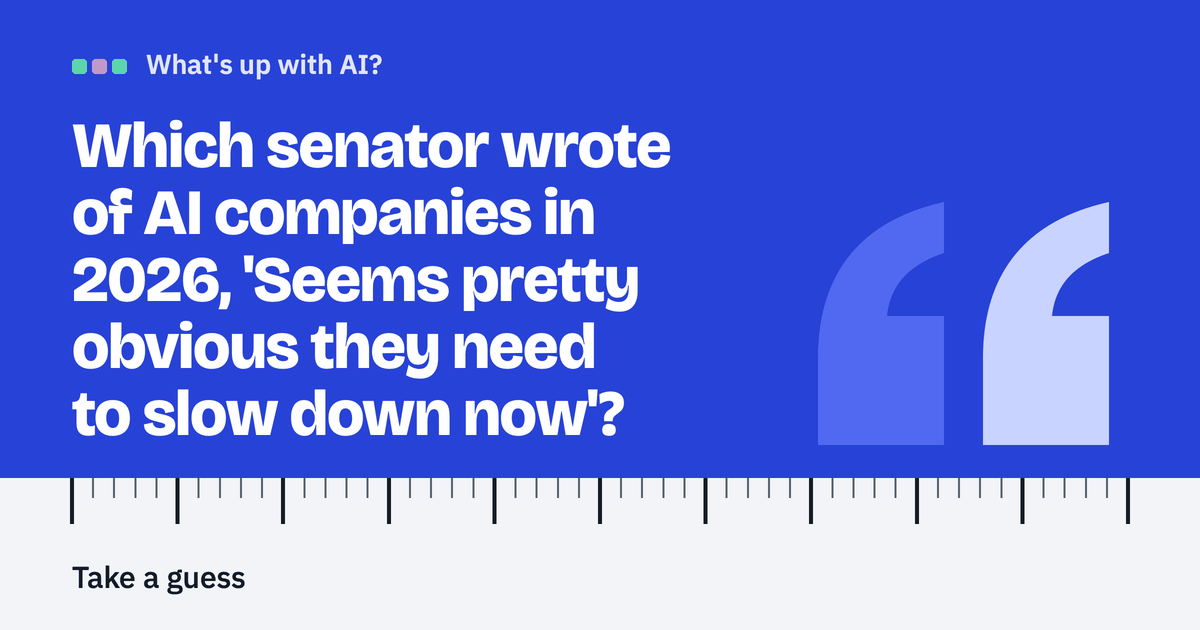 What's up with AI?
Which senator wrote
of AI companies in
2026, 'Seems pretty
obvious they need
to slow down now'?
Take a guess